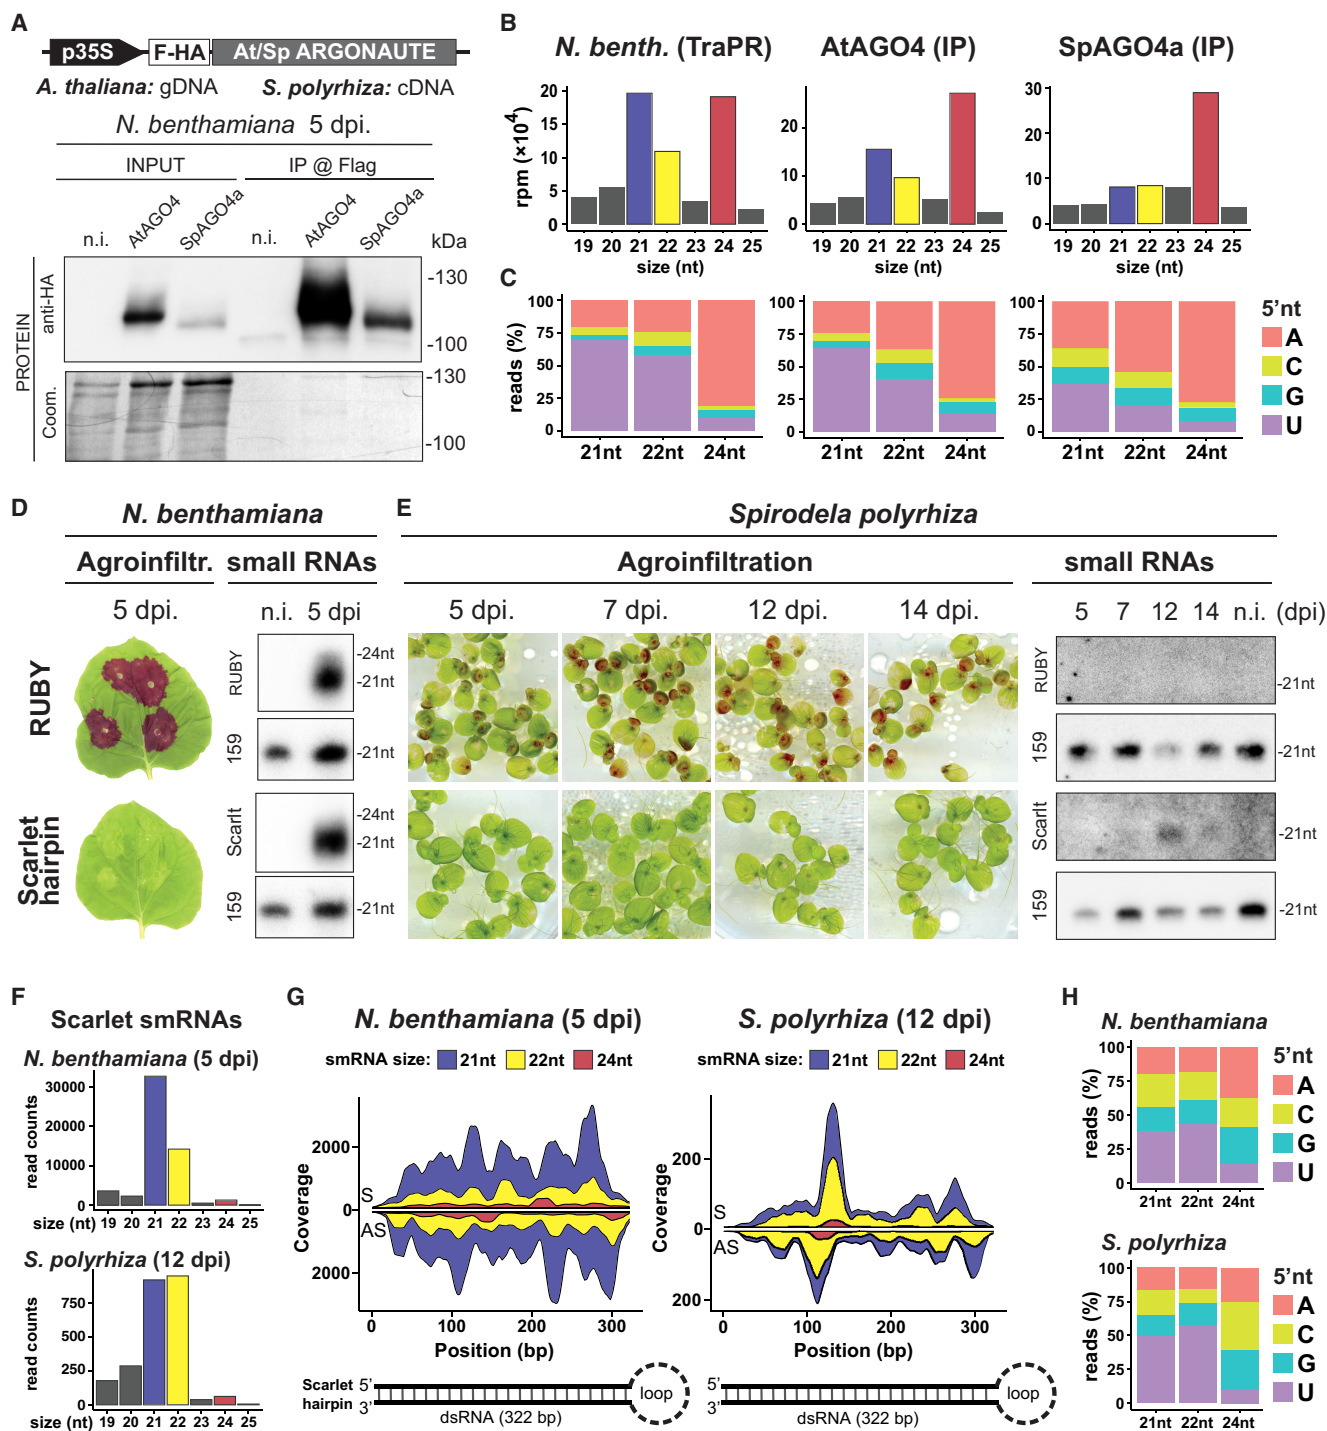 A
p35S F-HA At/Sp ARGONAUTE
A. thaliana: gDNA S. polyrhiza: cDNA
N. benthamiana 5 dpi.
INPUT IP @ Flag
n.i. AtAGO4 SpAGO4a n.i. AtAGO4 SpAGO4a kDa
PROTEIN
anti-HA
-130
-100
Coom.
-130
-100
B
N. benth. (TraPR) AtAGO4 (IP) SpAGO4a (IP)
rpm (×10⁴)
20
15
10
5
0
19 20 21 22 23 24 25
size (nt)
20
10
0
19 20 21 22 23 24 25
size (nt)
30
20
10
0
19 20 21 22 23 24 25
size (nt)
C
reads (%)
100
75
50
25
0
21nt 22nt 24nt
100
75
50
25
0
21nt 22nt 24nt
100
75
50
25
0
21nt 22nt 24nt
5’nt
A
C
G
U
D
N. benthamiana
Agroinfiltr. small RNAs
5 dpi. n.i. 5 dpi
RUBY
RUBY
-24nt
-21nt
159
-21nt
Scarlet
hairpin
Scarlt
-24nt
-21nt
159
-21nt
E
Spirodela polyrhiza
Agroinfiltration small RNAs
5 dpi. 7 dpi. 12 dpi. 14 dpi. 5 7 12 14 n.i. (dpi)
RUBY
-21nt
159
-21nt
Scarlt
-21nt
159
-21nt
F
Scarlet smRNAs
N. benthamiana (5 dpi)
read counts
30000
20000
10000
0
size (nt) 19 20 21 22 23 24 25
S. polyrhiza (12 dpi)
read counts
750
500
250
0
size (nt) 19 20 21 22 23 24 25
G
N. benthamiana (5 dpi)
smRNA size: 21nt 22nt 24nt
Coverage
2000
0
2000
S
AS
0 100 200 300
Position (bp)
Scarlet hairpin
5’
3’
loop
dsRNA (322 bp)
S. polyrhiza (12 dpi)
smRNA size: 21nt 22nt 24nt
Coverage
200
0
200
S
AS
0 100 200 300
Position (bp)
5’
3’
loop
dsRNA (322 bp)
H
N. benthamiana
reads (%)
100
75
50
25
0
21nt 22nt 24nt
5’nt
A
C
G
U
S. polyrhiza
reads (%)
100
75
50
25
0
21nt 22nt 24nt
5’nt
A
C
G
U